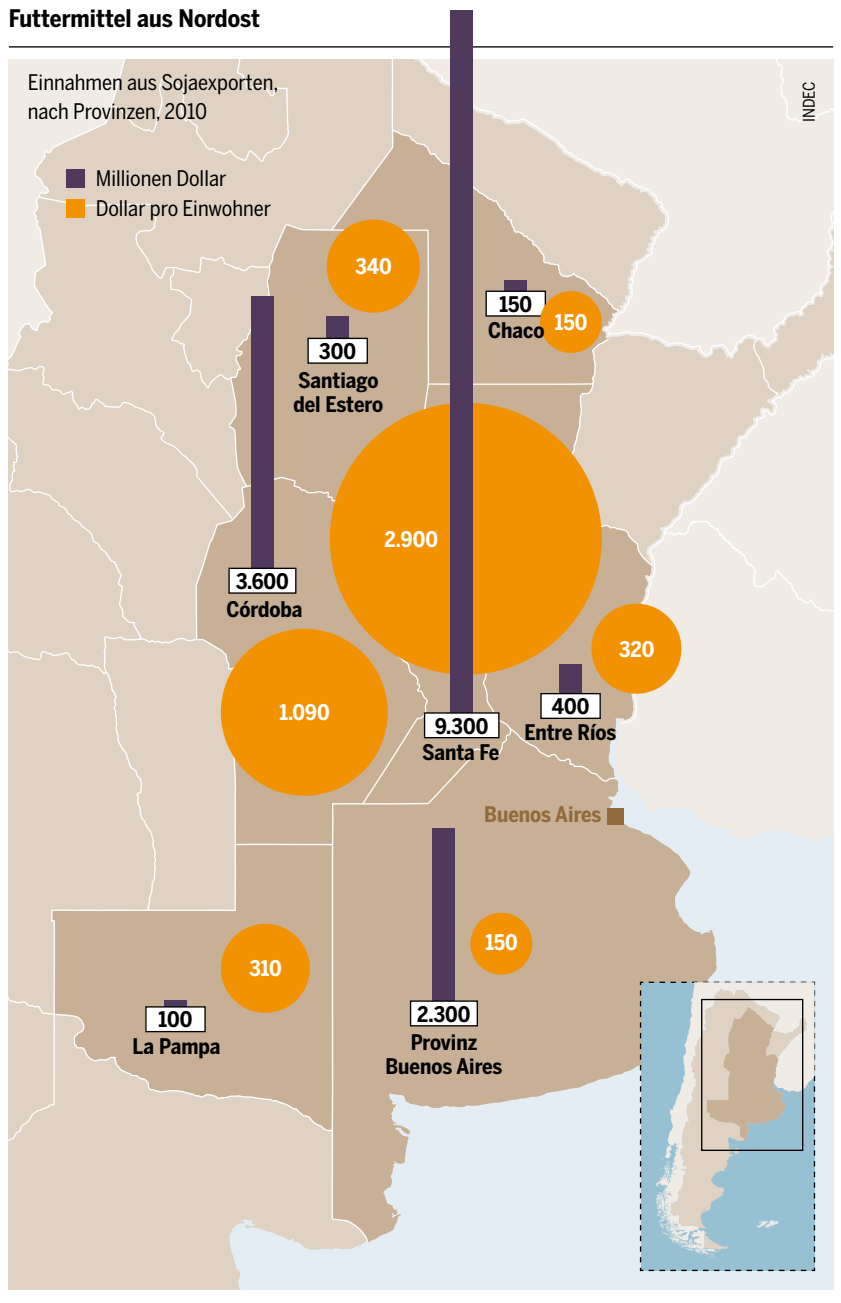 Futtermittel aus Nordost
Einnahmen aus Sojaexporten,
nach Provinzen, 2010
INDEC
Millionen Dollar
Dollar pro Einwohner
340
300
Santiago
del Estero
150
Chaco
150
3.600
Córdoba
2.900
1.090
9.300
Santa Fe
320
400
Entre Ríos
Buenos Aires
310
100
La Pampa
150
2.300
Provinz
Buenos Aires